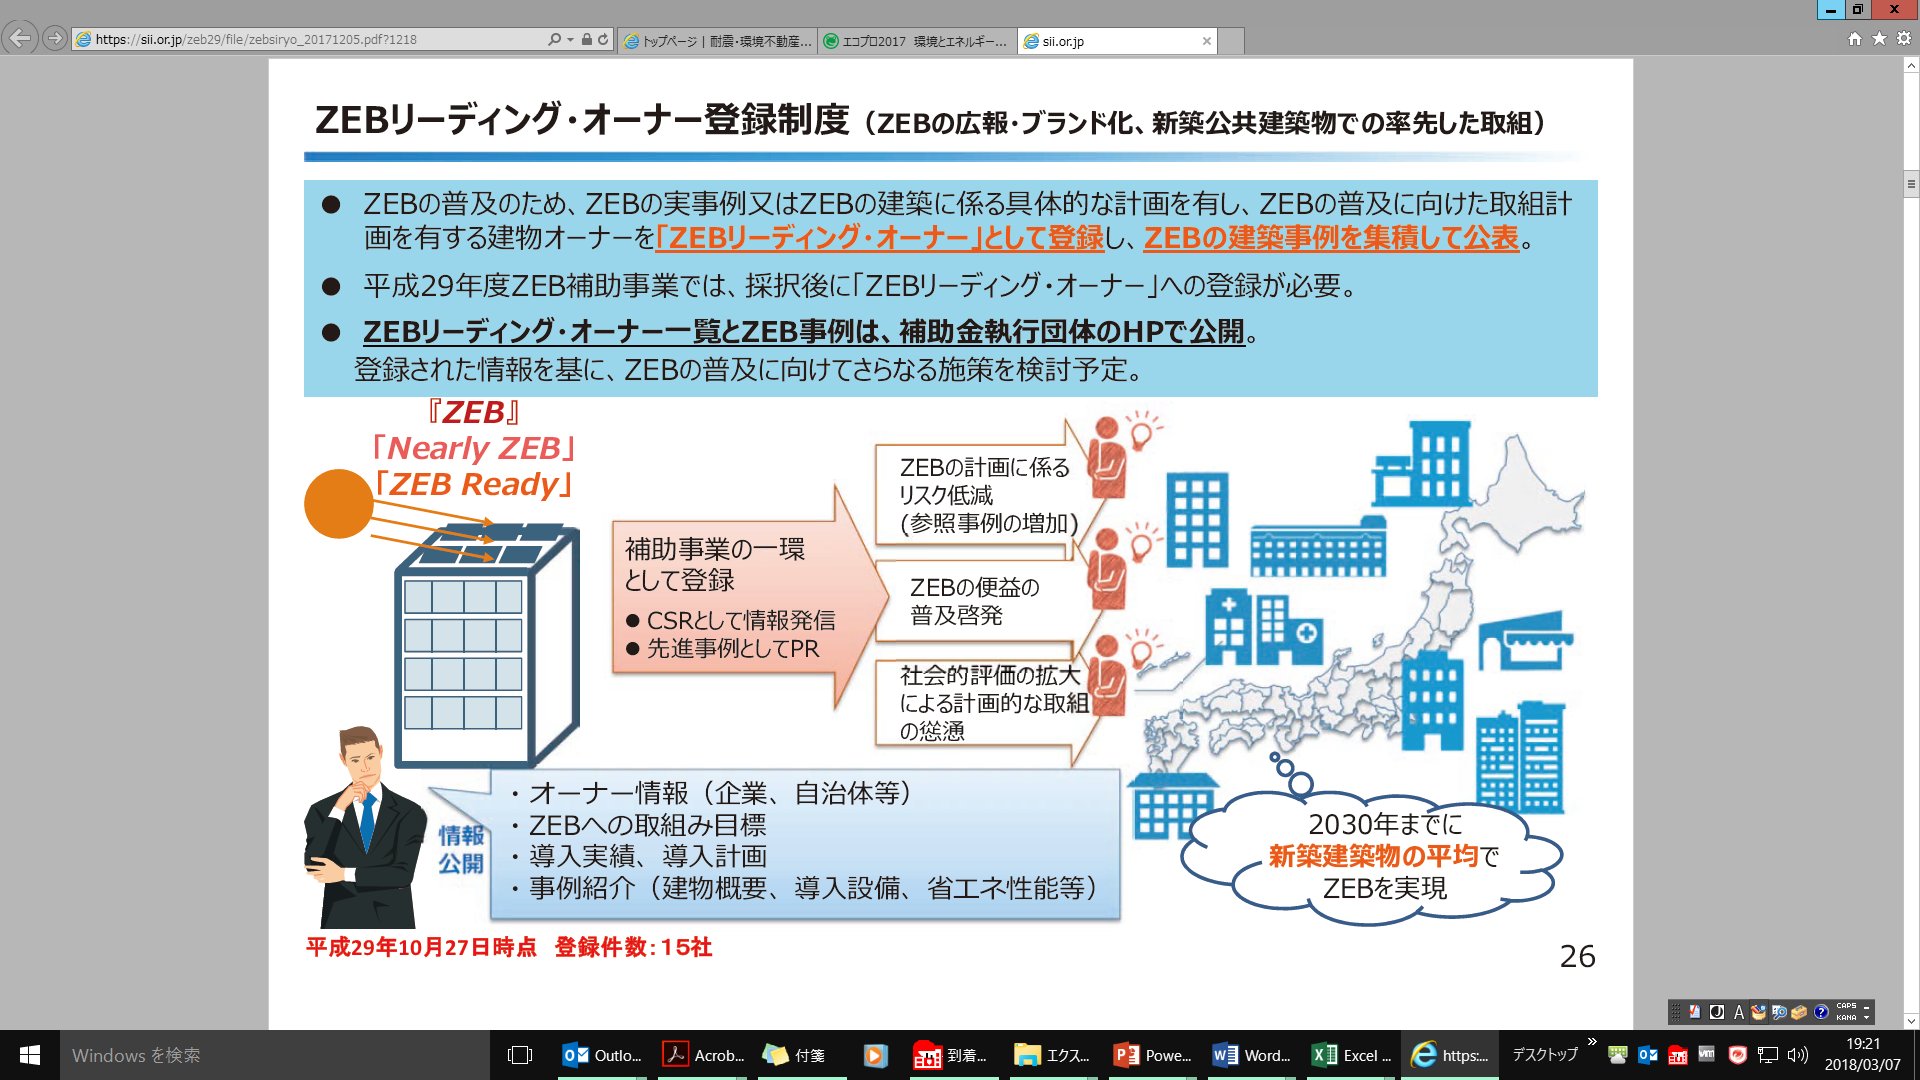 https://sii.or.jp/zeb29/file/zebsiryo_20171205.pdf?1218
トップページ | 耐震・環境不動産...
エコプロ2017 環境とエネルギー...
sii.or.jp
ZEBリーディング・オーナー登録制度（ZEBの広報・ブランド化、新築公共建築物での率先した取組）
● ZEBの普及のため、ZEBの実事例又はZEBの建築に係る具体的な計画を有し、ZEBの普及に向けた取組計
画を有する建物オーナーを「ZEBリーディング・オーナー」として登録し、ZEBの建築事例を集積して公表。
● 平成29年度ZEB補助事業では、採択後に「ZEBリーディング・オーナー」への登録が必要。
● ZEBリーディング・オーナー一覧とZEB事例は、補助金執行団体のHPで公開。
登録された情報を基に、ZEBの普及に向けてさらなる施策を検討予定。
『ZEB』
「Nearly ZEB」
「ZEB Ready」
補助事業の一環
として登録
● CSRとして情報発信
● 先進事例としてPR
ZEBの計画に係る
リスク低減
(参照事例の増加)
ZEBの便益の
普及啓発
社会的評価の拡大
による計画的な取組
の慫慂
情報
公開
・オーナー情報（企業、自治体等）
・ZEBへの取組み目標
・導入実績、導入計画
・事例紹介（建物概要、導入設備、省エネ性能等）
2030年までに
新築建築物の平均で
ZEBを実現
平成29年10月27日時点 登録件数：15社
26
A
CAPS
KANA
Windows を検索
Outlo...
Acrob...
付箋
到着...
エクス...
Powe...
Word...
Excel ...
https:...
デスクトップ
19:21
2018/03/07